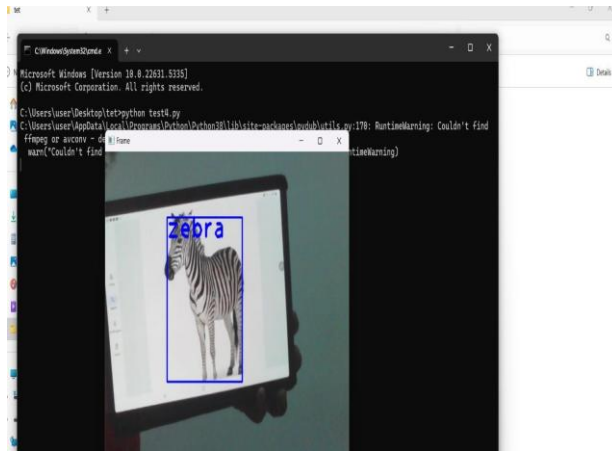 tet
C:\Windows\System32\cmd.e
Details
Microsoft Windows [Version 10.0.22631.5335]
(c) Microsoft Corporation. All rights reserved.
C:\Users\user\Desktop\tet>python test4.py
C:\Users\user\AppData\Local\Programs\Python\Python38\lib\site-packages\pydub\utils.py:170: RuntimeWarning: Couldn't find
ffmpeg or avconv - de
warn("Couldn't find
ntimeWarning)
Frame
zebra